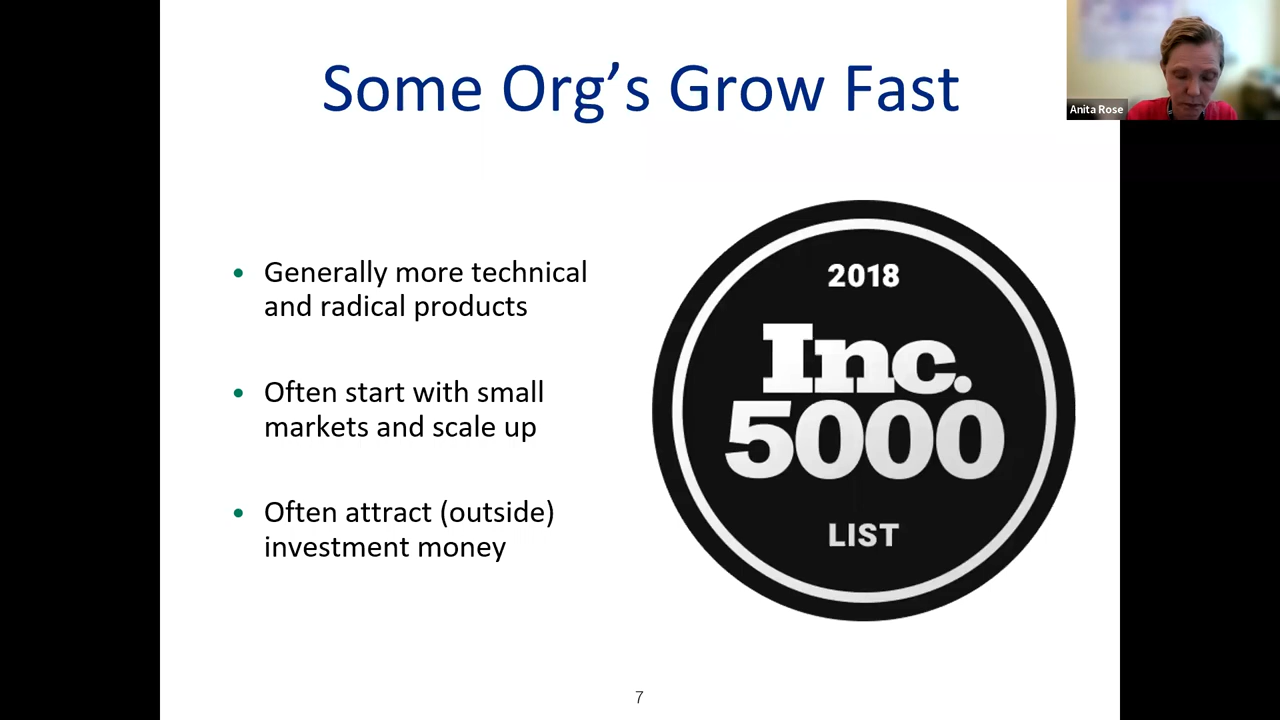 Some Org’s Grow Fast
Anita Rose
• Generally more technical
and radical products
• Often start with small
markets and scale up
• Often attract (outside)
investment money
2018
Inc.
5000
LIST
7